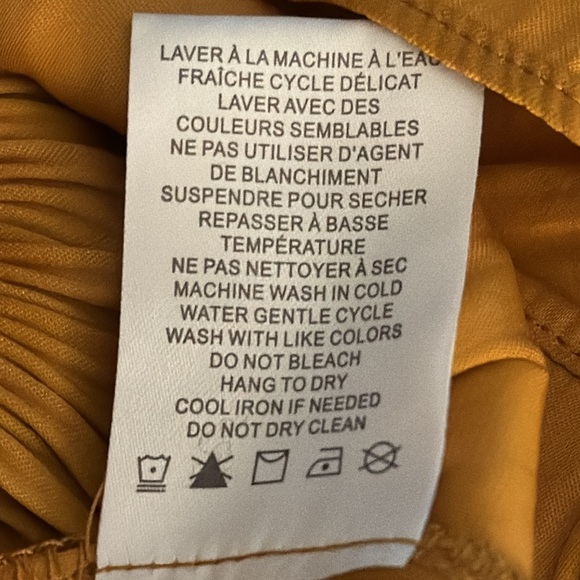 LAVER À LA MACHINE À L'EAU
FRAÎCHE CYCLE DÉLICAT
LAVER AVEC DES
COULEURS SEMBLABLES
NE PAS UTILISER D'AGENT
DE BLANCHIMENT
SUSPENDRE POUR SECHER
REPASSER À BASSE
TEMPÉRATURE
NE PAS NETTOYER À SEC
MACHINE WASH IN COLD
WATER GENTLE CYCLE
WASH WITH LIKE COLORS
DO NOT BLEACH
HANG TO DRY
COOL IRON IF NEEDED
DO NOT DRY CLEAN